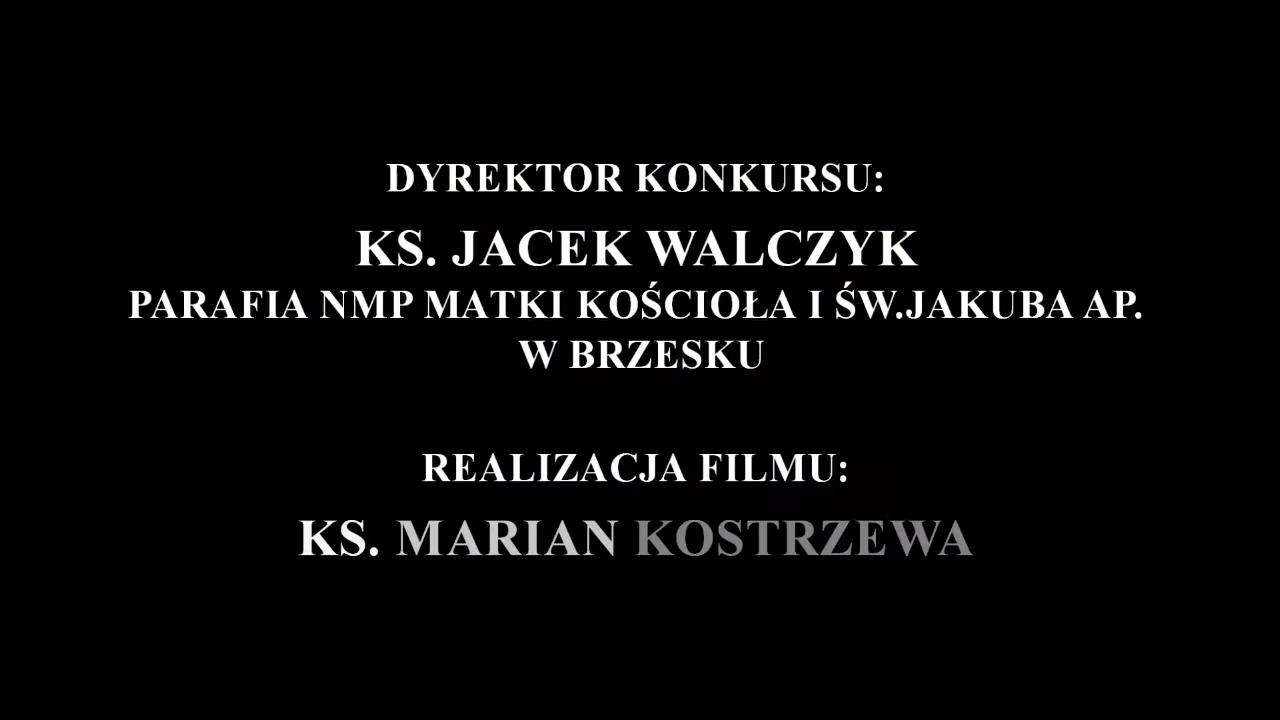 DYREKTOR KONKURSU:
KS. JACEK WALCZYK
PARAFIA NMP MATKI KOŚCIOŁA I ŚW.JAKUBA AP.
W BRZESKU
REALIZACJA FILMU:
KS. MARIAN KOSTRZEWA